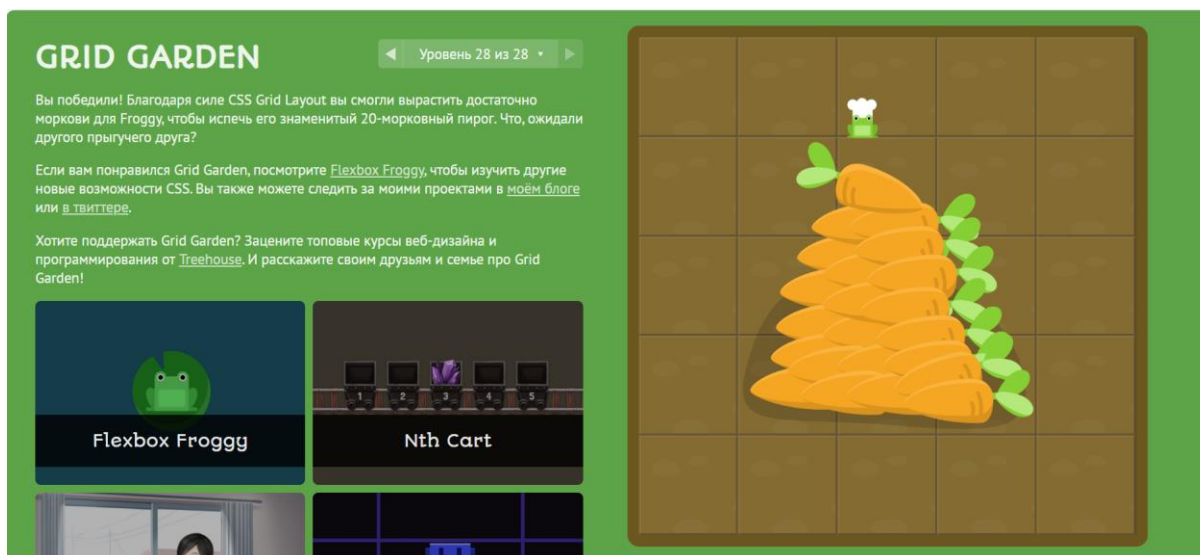 GRID GARDEN
Уровень 28 из 28
Вы победили! Благодаря силе CSS Grid Layout вы смогли вырастить достаточно
моркови для Froggy, чтобы испечь его знаменитый 20-морковный пирог. Что, ожидали
другого прыгучего друга?
Если вам понравился Grid Garden, посмотрите Flexbox Froggy, чтобы изучить другие
новые возможности CSS. Вы также можете следить за моими проектами в моём блоге
или в твиттере.
Хотите поддержать Grid Garden? Зацените топовые курсы веб-дизайна и
программирования от Treehouse. И расскажите своим друзьям и семье про Grid
Garden!
1 2 3 4 5
Flexbox Froggy
Nth Cart